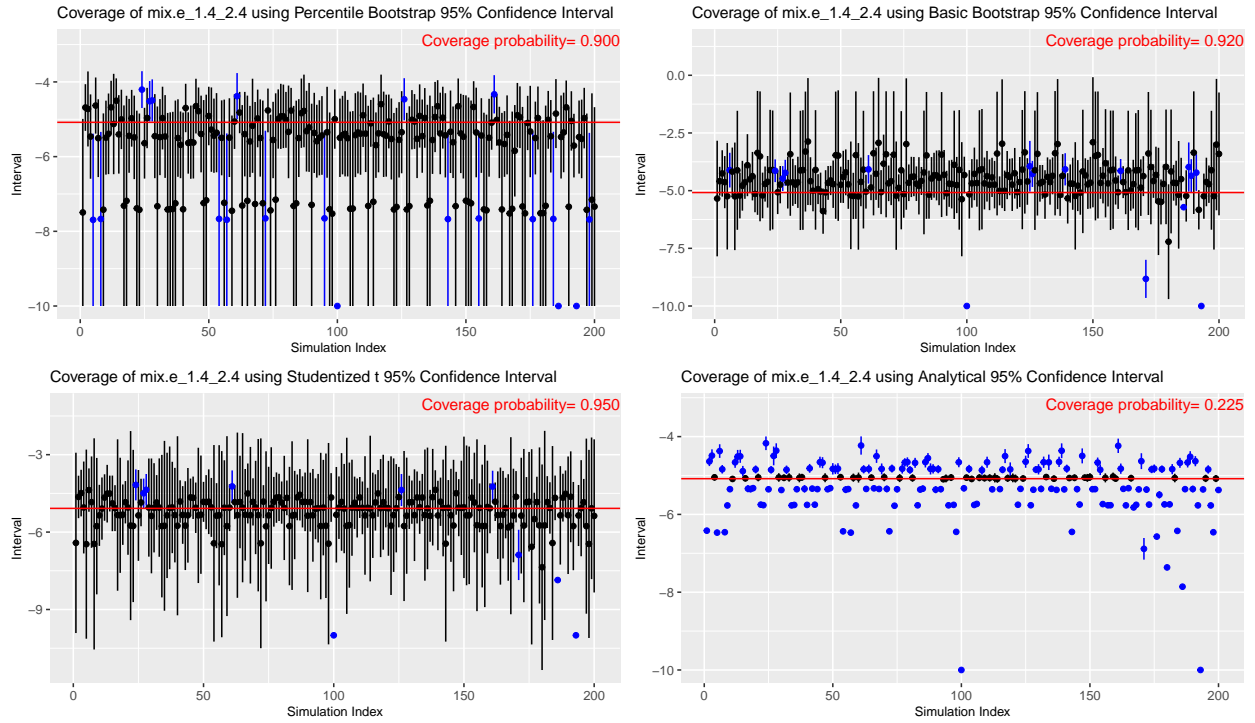 Coverage of mix.e_1.4_2.4 using Percentile Bootstrap 95% Confidence Interval
Coverage probability= 0.900
−4
−6
−8
−10
Interval
0
50
100
150
200
Simulation Index
Coverage of mix.e_1.4_2.4 using Basic Bootstrap 95% Confidence Interval
Coverage probability= 0.920
0.0
−2.5
−5.0
−7.5
−10.0
Interval
0
50
100
150
200
Simulation Index
Coverage of mix.e_1.4_2.4 using Studentized t 95% Confidence Interval
Coverage probability= 0.950
−3
−6
−9
Interval
0
50
100
150
200
Simulation Index
Coverage of mix.e_1.4_2.4 using Analytical 95% Confidence Interval
Coverage probability= 0.225
−4
−6
−8
−10
Interval
0
50
100
150
200
Simulation Index